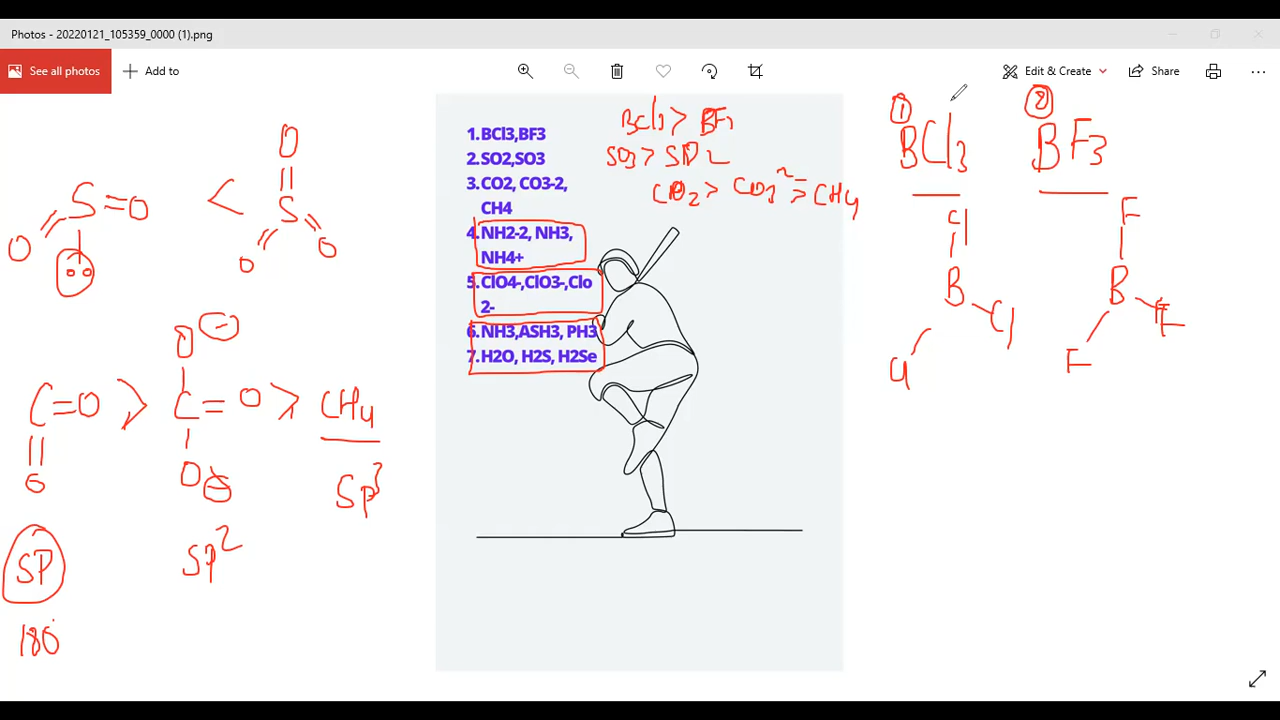 Photos - 20220121_105359_0000 (1).png
See all photos
Add to
Edit & Create
Share
1. BCl3,BF3
2. SO2,SO3
3. CO2, CO3-2,
CH4
4. NH2-2, NH3,
NH4+
5. ClO4-,ClO3-,Clo
2-
6. NH3,ASH3, PH3
7. H2O, H2S, H2Se
BCl3 > BF3
SO3 > SO2
CO2 > CO3 2- > CH4
① BCl3
② BF3
Cl
B
Cl
Cl
F
B
F
F
O
S = O
<
S
O
O
O
O
⊖
C = O
>
C = O
>
CH4
O
O
⊖
SP3
SP
SP2
180